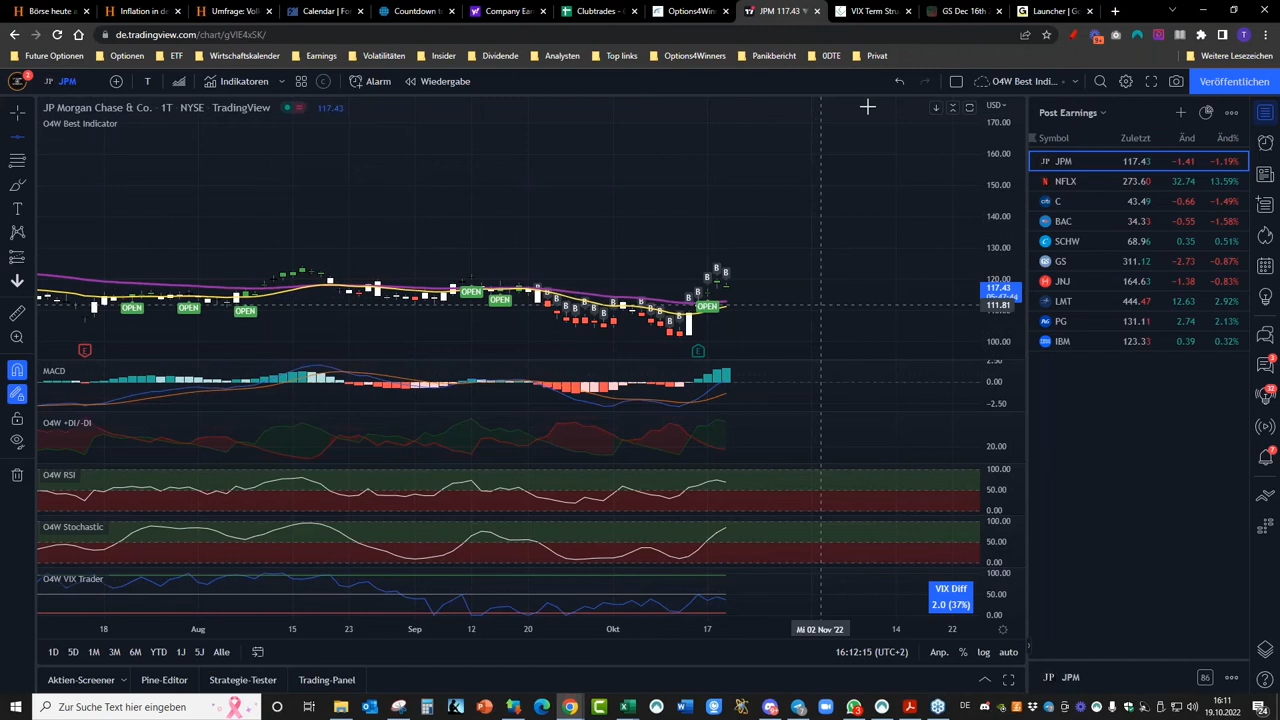 Börse heute a
Inflation in de
Umfrage: Voll
Calendar | Fo
Countdown to
Company Ear
Clubtrades - G
Options4Win
JPM 117.43
VIX Term Stru
GS Dec 16th
Launcher | G
de.tradingview.com/chart/gVIE4xSK/
Future Optionen
Optionen
ETF
Wirtschaftskalender
Earnings
Volatilitäten
Insider
Dividende
Analysten
Top links
Options4Winners
Panikbericht
0DTE
Privat
Weitere Lesezeichen
JPM
Indikatoren
Alarm
Wiedergabe
O4W Best Indi...
Veröffentlichen
JP Morgan Chase & Co. · 1T · NYSE · TradingView
117.43
O4W Best Indicator
USD
170.00
160.00
150.00
140.00
130.00
120.00
117.43
05:47:44
111.81
100.00
OPEN
OPEN
OPEN
OPEN
OPEN
OPEN
MACD
2.50
0.00
−2.50
O4W +DI/-DI
20.00
O4W RSI
100.00
50.00
0.00
O4W Stochastic
100.00
50.00
0.00
O4W VIX Trader
100.00
50.00
0.00
VIX Diff
2.0 (37%)
18
Aug
15
23
Sep
12
20
Okt
17
Mi 02 Nov '22
14
22
1D
5D
1M
3M
6M
YTD
1J
5J
Alle
16:12:15 (UTC+2)
Anp.
%
log
auto
Aktien-Screener
Pine-Editor
Strategie-Tester
Trading-Panel
Post Earnings
Symbol Zuletzt Änd Änd%
JPM 117.43 −1.41 −1.19%
NFLX 273.60 32.74 13.59%
C 43.49 −0.66 −1.49%
BAC 34.33 −0.55 −1.58%
SCHW 68.96 0.35 0.51%
GS 311.12 −2.73 −0.87%
JNJ 164.63 −1.38 −0.83%
LMT 444.47 12.63 2.92%
PG 131.11 2.74 2.13%
IBM 123.33 0.39 0.32%
JPM
86
Zur Suche Text hier eingeben
DE
16:11
19.10.2022